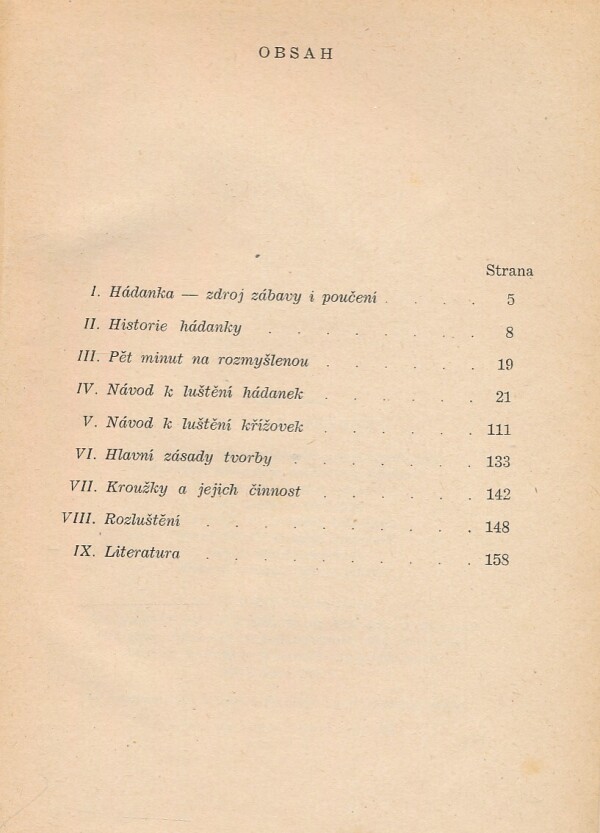 OBSAH
Strana
I. Hádanka — zdroj zábavy i poučení . . . . 5
II. Historie hádanky . . . . . . . 8
III. Pět minut na rozmyšlenou . . . . . 19
IV. Návod k luštění hádanek . . . . . 21
V. Návod k luštění křížovek . . . . . 111
VI. Hlavní zásady tvorby . . . . . . 133
VII. Kroužky a jejich činnost . . . . . 142
VIII. Rozluštění . . . . . . . . 148
IX. Literatura . . . . . . . . 158